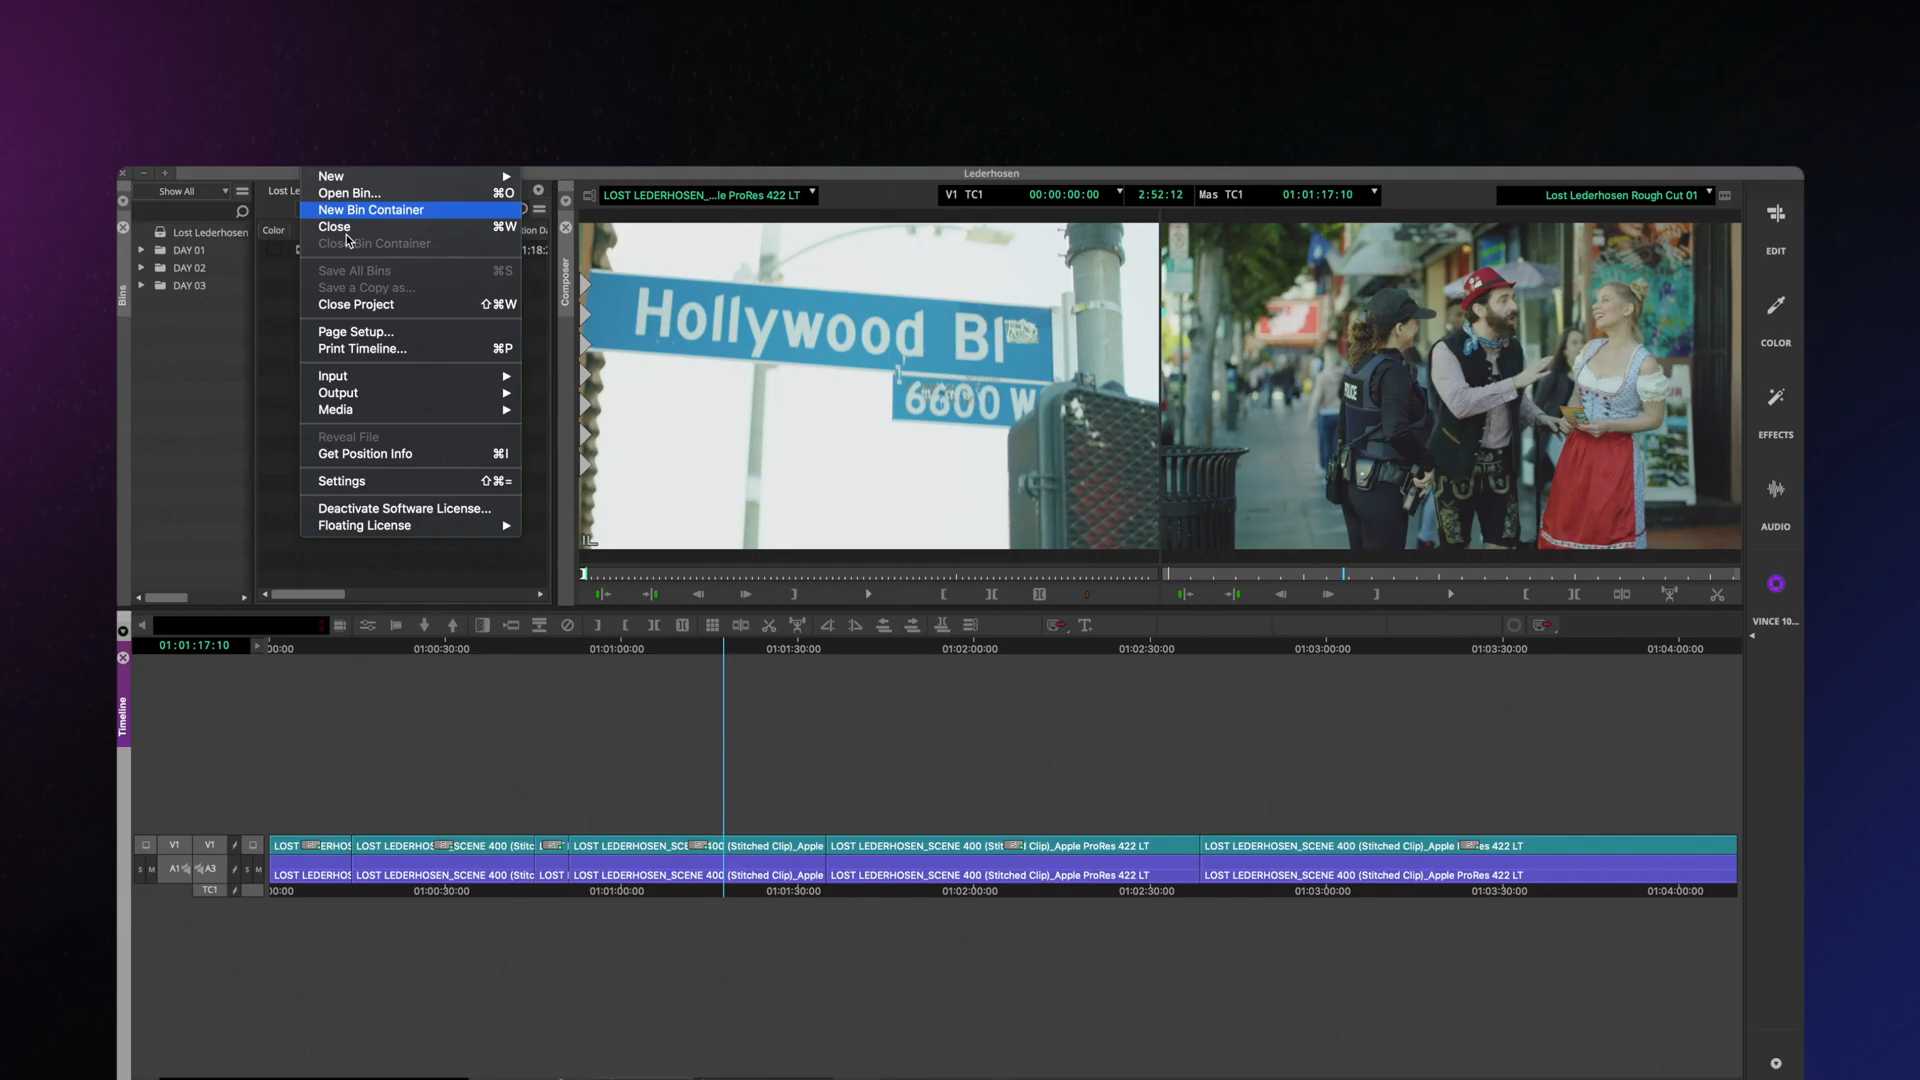 Lederhosen
Show All
Lost Le
Lost Lederhosen
DAY 01
DAY 02
DAY 03
Bins
Color
New
Open Bin... ⌘O
New Bin Container
Close ⌘W
Close Bin Container
Save All Bins ⌘S
Save a Copy as...
Close Project ⇧⌘W
Page Setup...
Print Timeline... ⌘P
Input
Output
Media
Reveal File
Get Position Info ⌘I
Settings ⇧⌘=
Deactivate Software License...
Floating License
tion Da
1:18:2
Composer
LOST LEDERHOSEN_...le ProRes 422 LT
V1 TC1 00:00:00:00
2:52:12
Mas TC1 01:01:17:10
Lost Lederhosen Rough Cut 01
Hollywood Bl
6600 W
POLICE
EDIT
COLOR
EFFECTS
AUDIO
VINCE 10...
01:01:17:10
00:00 01:00:30:00 01:01:00:00 01:01:30:00 01:02:00:00 01:02:30:00 01:03:00:00 01:03:30:00 01:04:00:00
Timeline
V1 V1
LOST ERHOS LOST LEDERHOS SCENE 400 (Stitc LOST LEDERHOSEN_SCE 400 (Stitched Clip)_Apple LOST LEDERHOSEN_SCENE 400 (Stit Clip)_Apple ProRes 422 LT LOST LEDERHOSEN_SCENE 400 (Stitched Clip)_Apple es 422 LT
S M A1 A3 S M
LOST LEDERHOS LOST LEDERHOSEN_SCENE 400 (Stitc LOST LOST LEDERHOSEN_SCENE 400 (Stitched Clip)_Apple LOST LEDERHOSEN_SCENE 400 (Stitched Clip)_Apple ProRes 422 LT LOST LEDERHOSEN_SCENE 400 (Stitched Clip)_Apple ProRes 422 LT
TC1
00:00 01:00:30:00 01:01:00:00 01:01:30:00 01:02:00:00 01:02:30:00 01:03:00:00 01:03:30:00 01:04:00:00